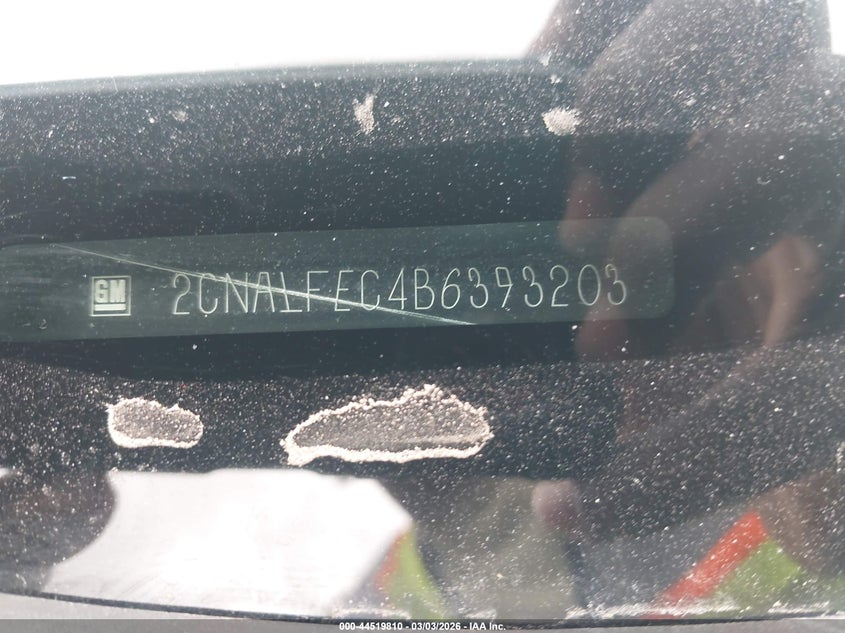 GM 2CNALFEC4B6393203
000-44519810 - 03/03/2026 - IAA Inc.